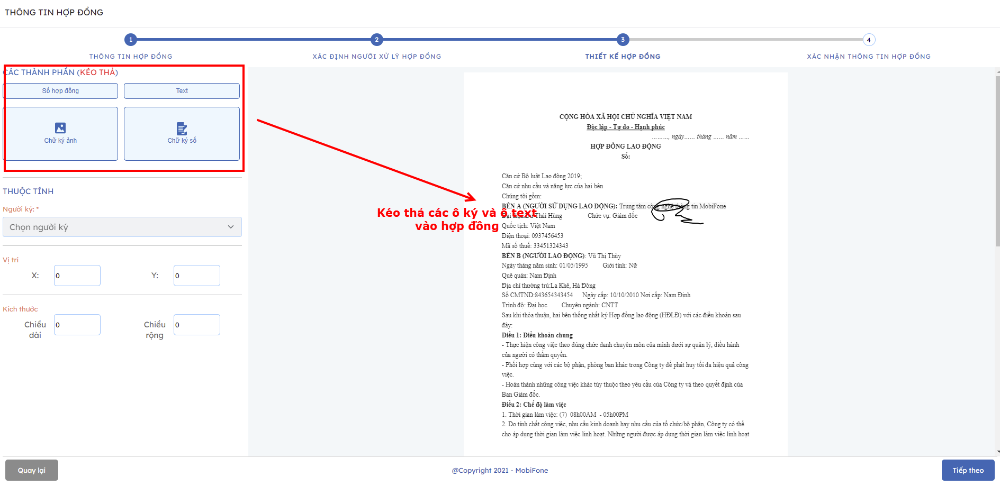 THÔNG TIN HỢP ĐỒNG
1
2
3
4
THÔNG TIN HỢP ĐỒNG
XÁC ĐỊNH NGƯỜI XỬ LÝ HỢP ĐỒNG
THIẾT KẾ HỢP ĐỒNG
XÁC NHẬN THÔNG TIN HỢP ĐỒNG
CÁC THÀNH PHẦN (KÉO THẢ)
Số hợp đồng
Text
Chữ ký ảnh
Chữ ký số
THUỘC TÍNH
Người ký: *
Chọn người ký
Vị trí
X:
0
Y:
0
Kích thước
Chiều
dài
0
Chiều
rộng
0
Kéo thả các ô ký và ô text
vào hợp đồng
CỘNG HÒA XÃ HỘI CHỦ NGHĨA VIỆT NAM
Độc lập - Tự do - Hạnh phúc
………, ngày…… tháng …… năm ……
HỢP ĐỒNG LAO ĐỘNG
Số:
Căn cứ Bộ luật Lao động 2019;
Căn cứ nhu cầu và năng lực của hai bên
Chúng tôi gồm:
BÊN A (NGƯỜI SỬ DỤNG LAO ĐỘNG): Trung tâm công nghệ thông tin MobiFone
Đại diện:Dư Thái Hùng Chức vụ: Giám đốc
Quốc tịch: Việt Nam
Điện thoại: 0937456453
Mã số thuế: 33451324343
BÊN B (NGƯỜI LAO ĐỘNG): Vũ Thị Thùy
Ngày tháng năm sinh: 01/05/1995 Giới tính: Nữ
Quê quán: Nam Định
Địa chỉ thường trú:La Khê, Hà Đông
Số CMTND:843654343454 Ngày cấp: 10/10/2010 Nơi cấp: Nam Định
Trình độ: Đại học Chuyên ngành: CNTT
Sau khi thỏa thuận, hai bên thống nhất ký Hợp đồng lao động (HĐLĐ) với các điều khoản sau
đây:
Điều 1: Điều khoản chung
- Thực hiện công việc theo đúng chức danh chuyên môn của mình dưới sự quản lý, điều hành
của người có thẩm quyền.
- Phối hợp cùng với các bộ phận, phòng ban khác trong Công ty để phát huy tối đa hiệu quả công
việc.
- Hoàn thành những công việc khác tùy thuộc theo yêu cầu của Công ty và theo quyết định của
Ban Giám đốc.
Điều 2: Chế độ làm việc
1. Thời gian làm việc: (7) 08h00AM - 05h00PM
2. Do tính chất công việc, nhu cầu kinh doanh hay nhu cầu của tổ chức/bộ phận, Công ty có thể
cho áp dụng thời gian làm việc linh hoạt. Những người được áp dụng thời gian làm việc linh hoạt
Quay lại
@Copyright 2021 - MobiFone
Tiếp theo